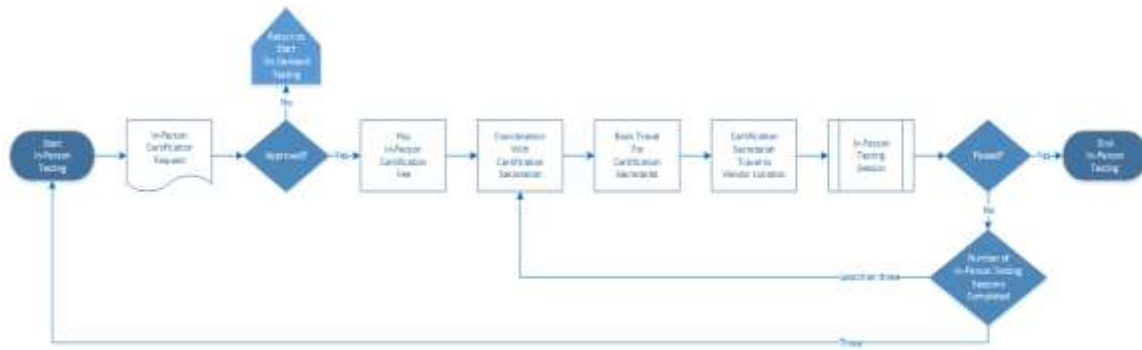 Return to
Start
On Demand
Testing
No
Start
In-Person
Testing
In-Person
Certification
Request
Approved?
Yes
Pay
In-Person
Certification
Fee
Coordination
With
Certification
Secretariat
Book Travel
For
Certification
Secretariat
Certification
Secretariat
Travel to
Vendor Location
In-Person
Testing
Session
Passed?
Yes
End
In-Person
Testing
No
Number of
In-Person Testing
Sessions
Completed
Less than three
Three